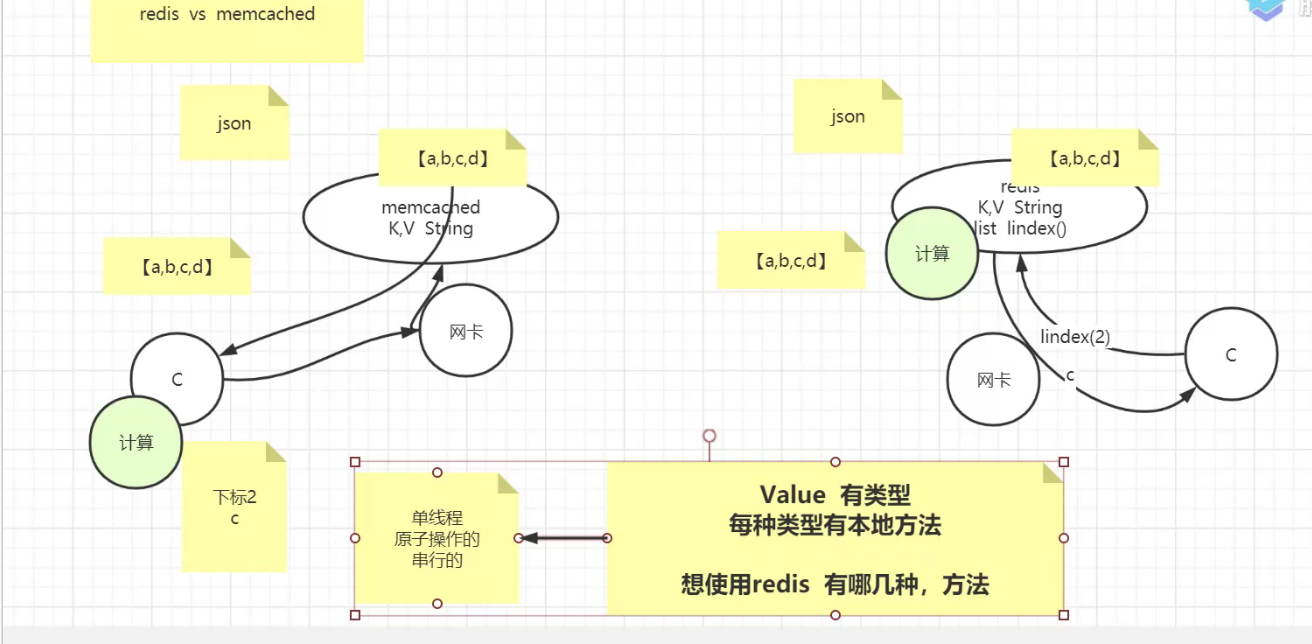 redis vs memcached
json
【a,b,c,d】
memcached
K,V String
【a,b,c,d】
网卡
C
计算
下标2
c
json
【a,b,c,d】
redis
K,V String
list lindex()
计算
【a,b,c,d】
lindex(2)
c
网卡
C
单线程
原子操作的
串行的
Value 有类型
每种类型有本地方法
想使用redis 有哪几种，方法